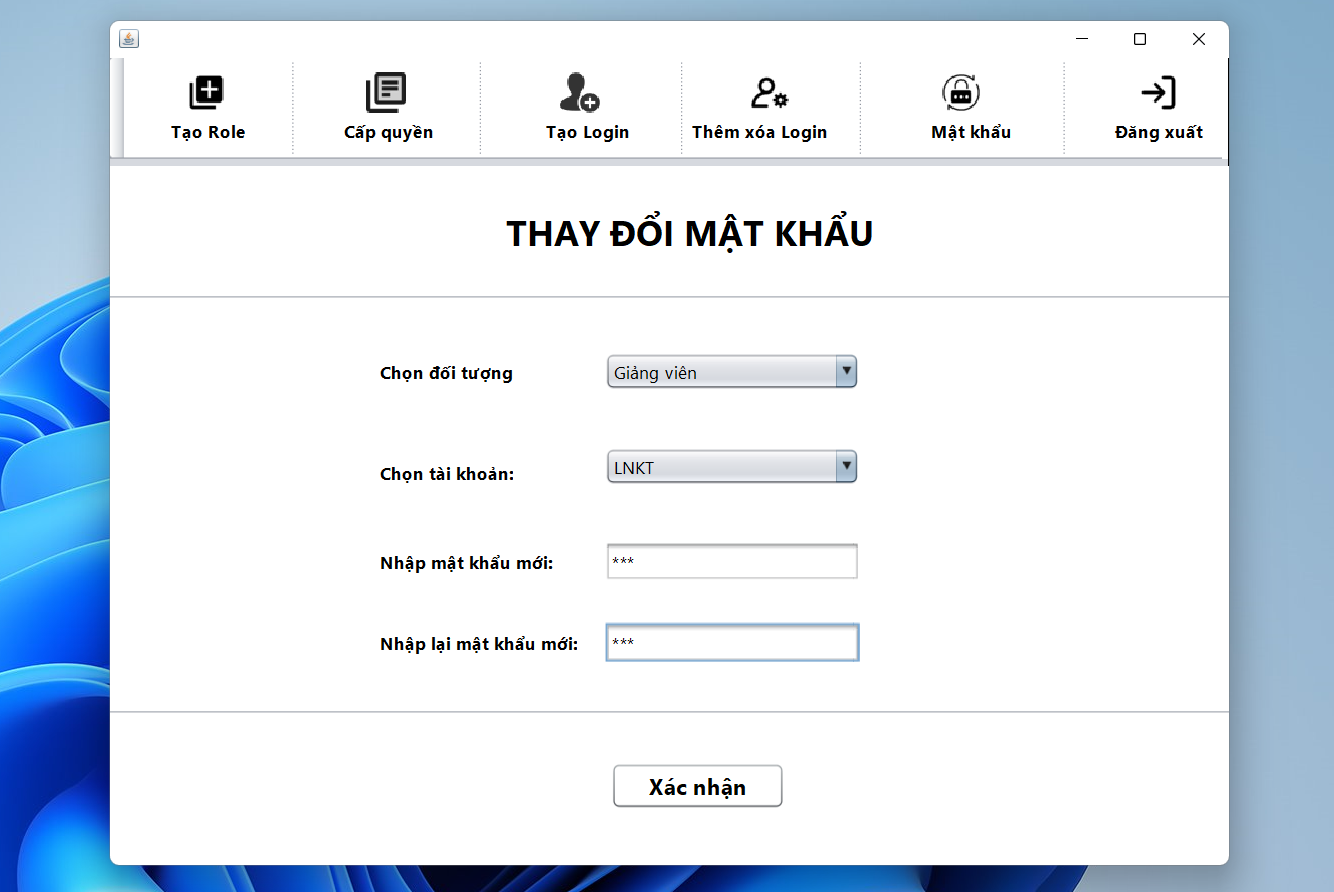 Tạo Role Cấp quyền Tạo Login Thêm xóa Login Mật khẩu Đăng xuất
THAY ĐỔI MẬT KHẨU
Chọn đối tượng Giảng viên
Chọn tài khoản: LNKT
Nhập mật khẩu mới: ***
Nhập lại mật khẩu mới: ***
Xác nhận